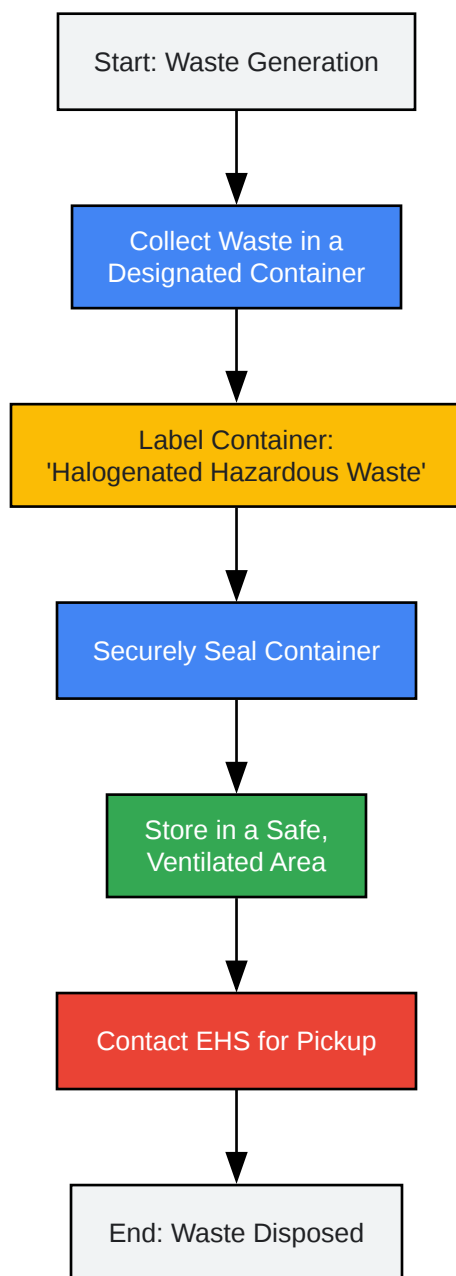 Start: Waste Generation
Collect Waste in a
Designated Container
Label Container:
'Halogenated Hazardous Waste'
Securely Seal Container
Store in a Safe,
Ventilated Area
Contact EHS for Pickup
End: Waste Disposed